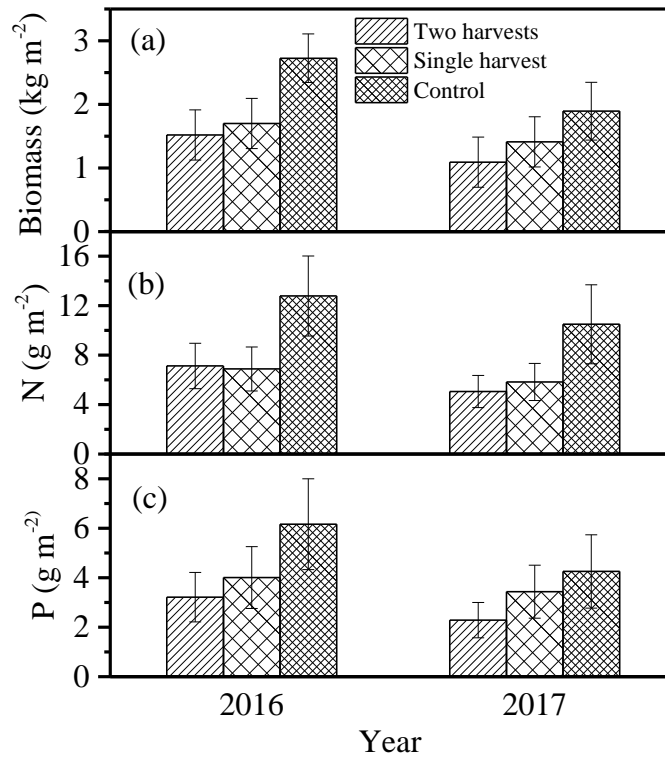 (a)
Two harvests
Single harvest
Control
Biomass (kg m⁻²)
3
2
1
0
(b)
N (g m⁻²)
16
12
8
4
0
(c)
P (g m⁻²⁾
8
6
4
2
0
2016 2017
Year